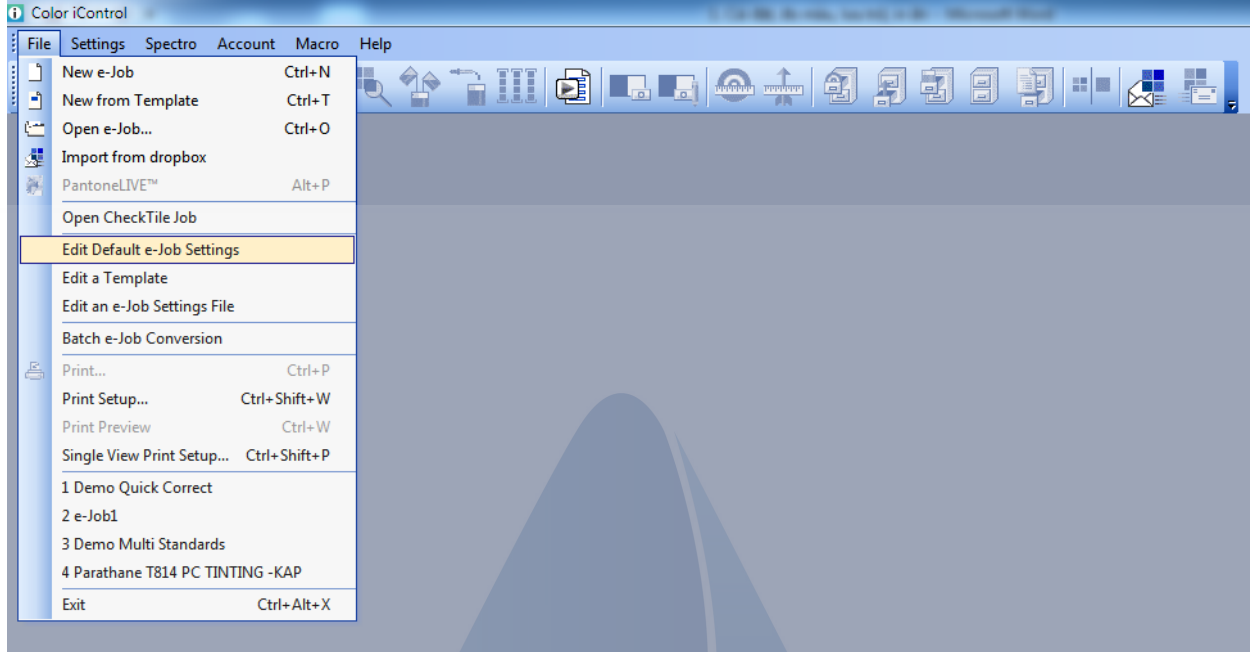 Color iControl
File Settings Spectro Account Macro Help
New e-Job Ctrl+N
New from Template Ctrl+T
Open e-Job... Ctrl+O
Import from dropbox
PantoneLIVE™ Alt+P
Open CheckTile Job
Edit Default e-Job Settings
Edit a Template
Edit an e-Job Settings File
Batch e-Job Conversion
Print... Ctrl+P
Print Setup... Ctrl+Shift+W
Print Preview Ctrl+W
Single View Print Setup... Ctrl+Shift+P
1 Demo Quick Correct
2 e-Job1
3 Demo Multi Standards
4 Parathane T814 PC TINTING -KAP
Exit Ctrl+Alt+X